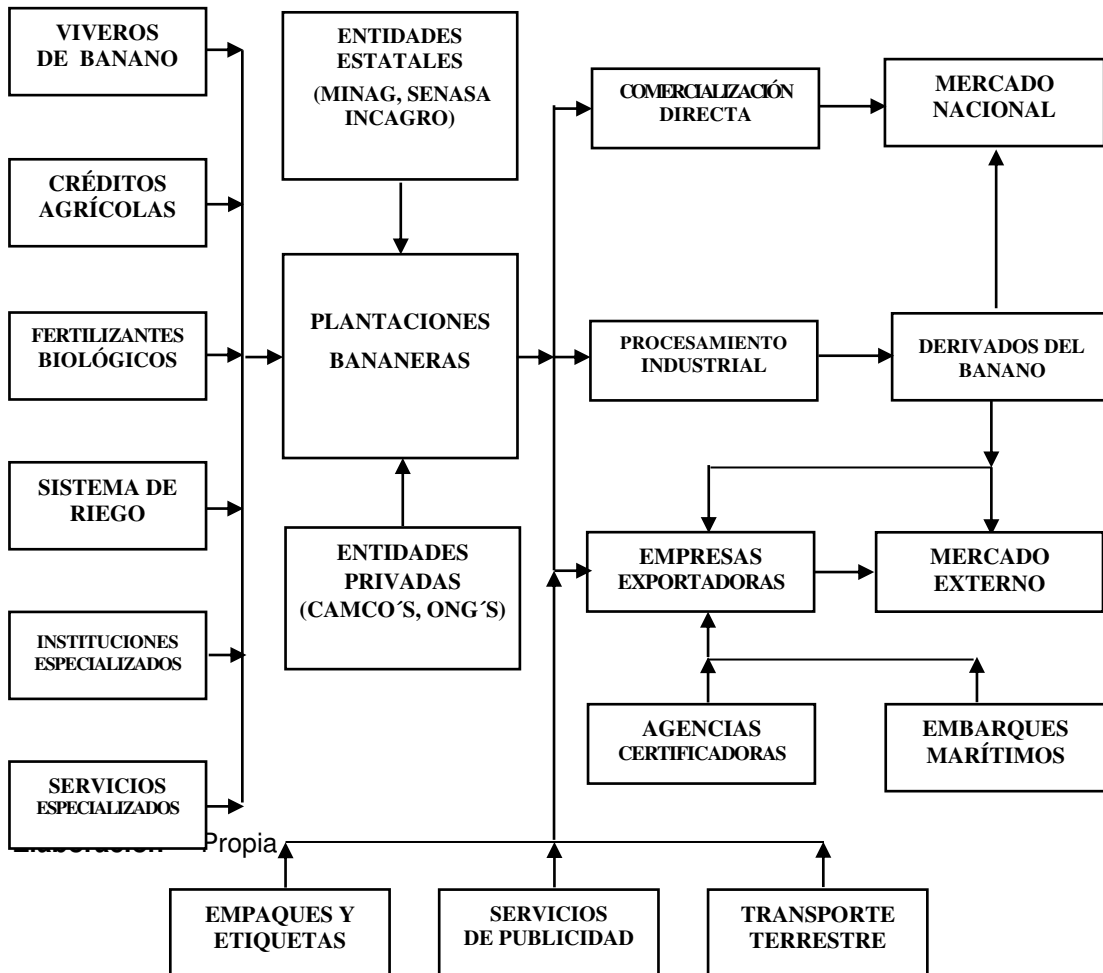 VIVEROS
DE BANANO
CRÉDITOS
AGRÍCOLAS
FERTILIZANTES
BIOLÓGICOS
SISTEMA DE
RIEGO
INSTITUCIONES
ESPECIALIZADOS
SERVICIOS
ESPECIALIZADOS
ENTIDADES
ESTATALES
(MINAG, SENASA
INCAGRO)
PLANTACIONES
BANANERAS
ENTIDADES
PRIVADAS
(CAMCO´S, ONG´S)
COMERCIALIZACIÓN
DIRECTA
MERCADO
NACIONAL
PROCESAMIENTO
INDUSTRIAL
DERIVADOS DEL
BANANO
EMPRESAS
EXPORTADORAS
MERCADO
EXTERNO
AGENCIAS
CERTIFICADORAS
EMBARQUES
MARÍTIMOS
Propia
EMPAQUES Y
ETIQUETAS
SERVICIOS
DE PUBLICIDAD
TRANSPORTE
TERRESTRE